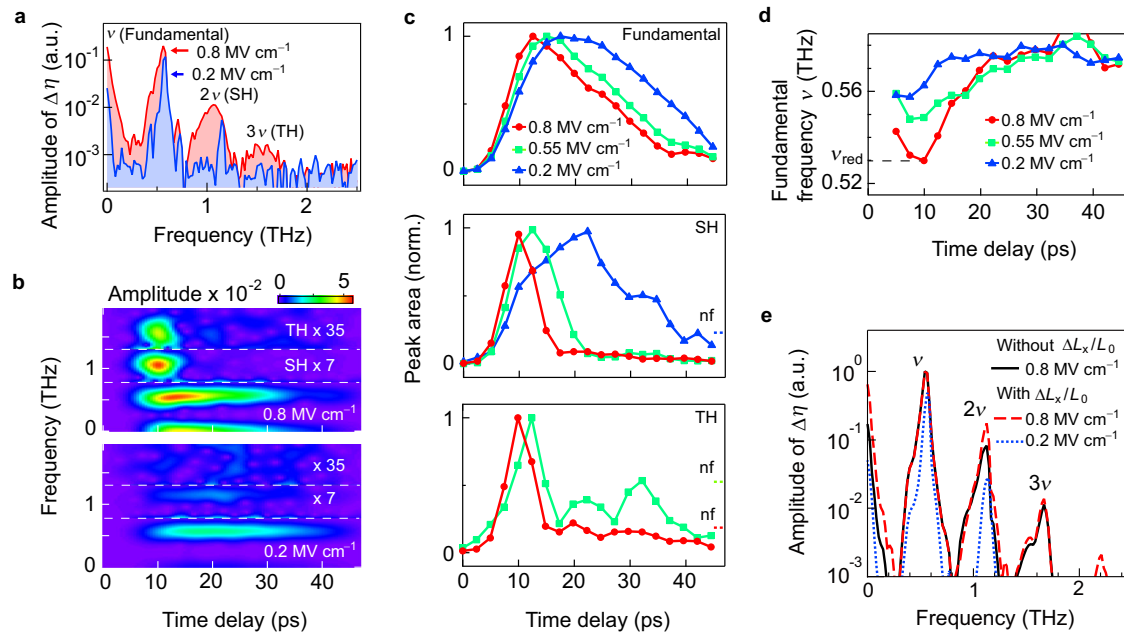 a
Amplitude of Δη (a.u.)
10⁻¹
10⁻²
10⁻³
ν (Fundamental)
0.8 MV cm⁻¹
0.2 MV cm⁻¹
2ν (SH)
3ν (TH)
0 1 2
Frequency (THz)
b
Amplitude x 10⁻²
0 5
Frequency (THz)
TH x 35
SH x 7
0.8 MV cm⁻¹
1
0
x 35
x 7
0.2 MV cm⁻¹
1
0
10 20 30 40
Time delay (ps)
c
Peak area (norm.)
Fundamental
0.8 MV cm⁻¹
0.55 MV cm⁻¹
0.2 MV cm⁻¹
1
0
SH
nf
1
0
TH
nf
nf
1
0
0 10 20 30 40
Time delay (ps)
d
Fundamental
frequency ν (THz)
0.56
νred
0.52
0.8 MV cm⁻¹
0.55 MV cm⁻¹
0.2 MV cm⁻¹
0 10 20 30 40
Time delay (ps)
e
Amplitude of Δη (a.u.)
10⁰
10⁻¹
10⁻²
10⁻³
ν
2ν
3ν
Without ΔLₓ/L₀
0.8 MV cm⁻¹
With ΔLₓ/L₀
0.8 MV cm⁻¹
0.2 MV cm⁻¹
0 1 2
Frequency (THz)